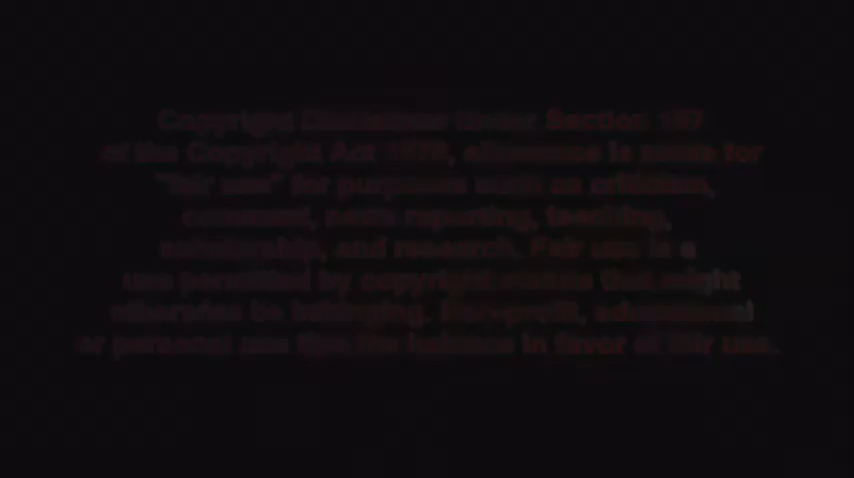 Copyright Disclaimer Under Section 107
of the Copyright Act 1976, allowance is made for
"fair use" for purposes such as criticism,
comment, news reporting, teaching,
scholarship, and research. Fair use is a
use permitted by copyright statute that might
otherwise be infringing. Non-profit, educational
or personal use tips the balance in favor of fair use.